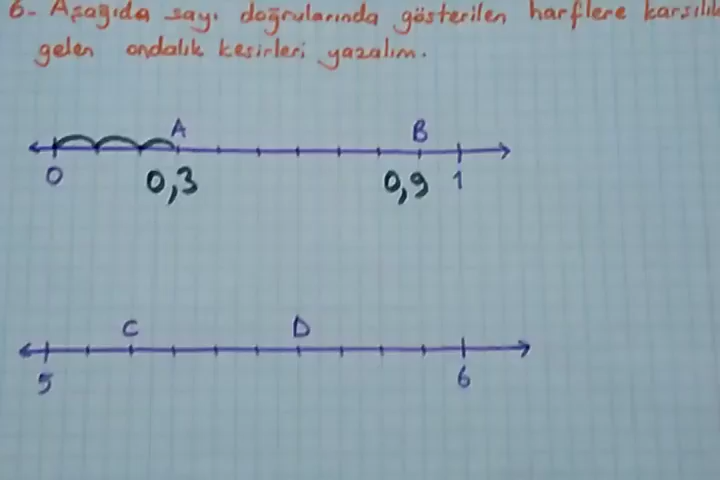 6- Aşağıda sayı doğrularında gösterilen harflere karşılık
gelen ondalık kesirleri yazalım.
A B
0 0,3 0,9 1
C D
5 6